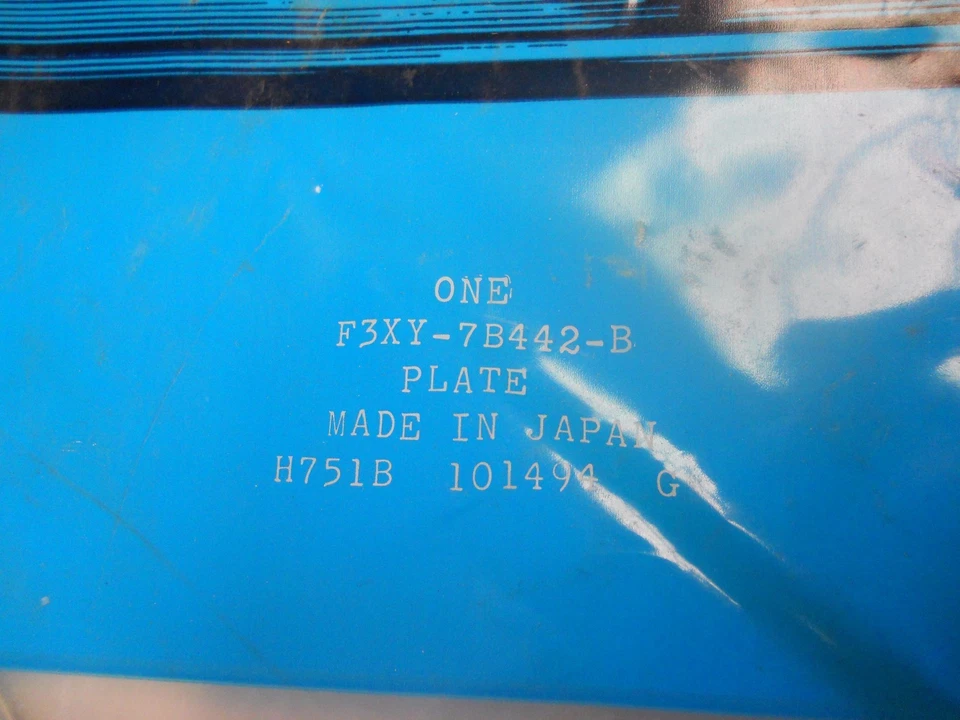 ONE
F3XY-7B442-B
PLATE
MADE IN JAPAN
H751B 101494 G